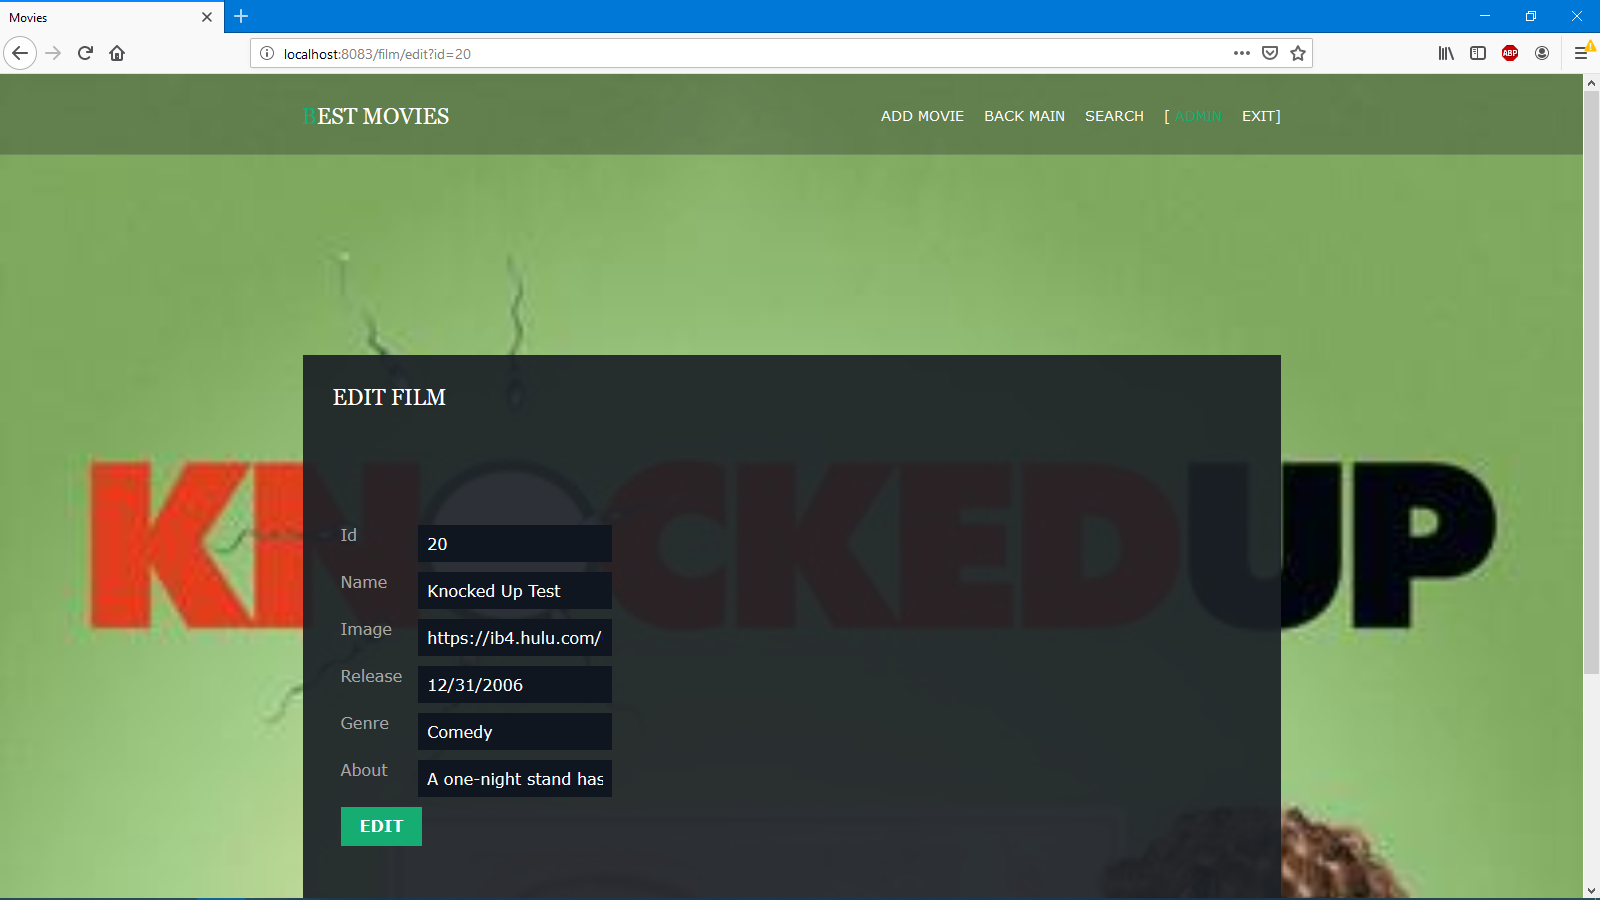 Movies
localhost:8083/film/edit?id=20
ABP
BEST MOVIES
ADD MOVIE BACK MAIN SEARCH [ ADMIN EXIT]
EDIT FILM
KNOCKEDUP
Id 20
Name Knocked Up Test
Image https://ib4.hulu.com/
Release 12/31/2006
Genre Comedy
About A one-night stand has
EDIT